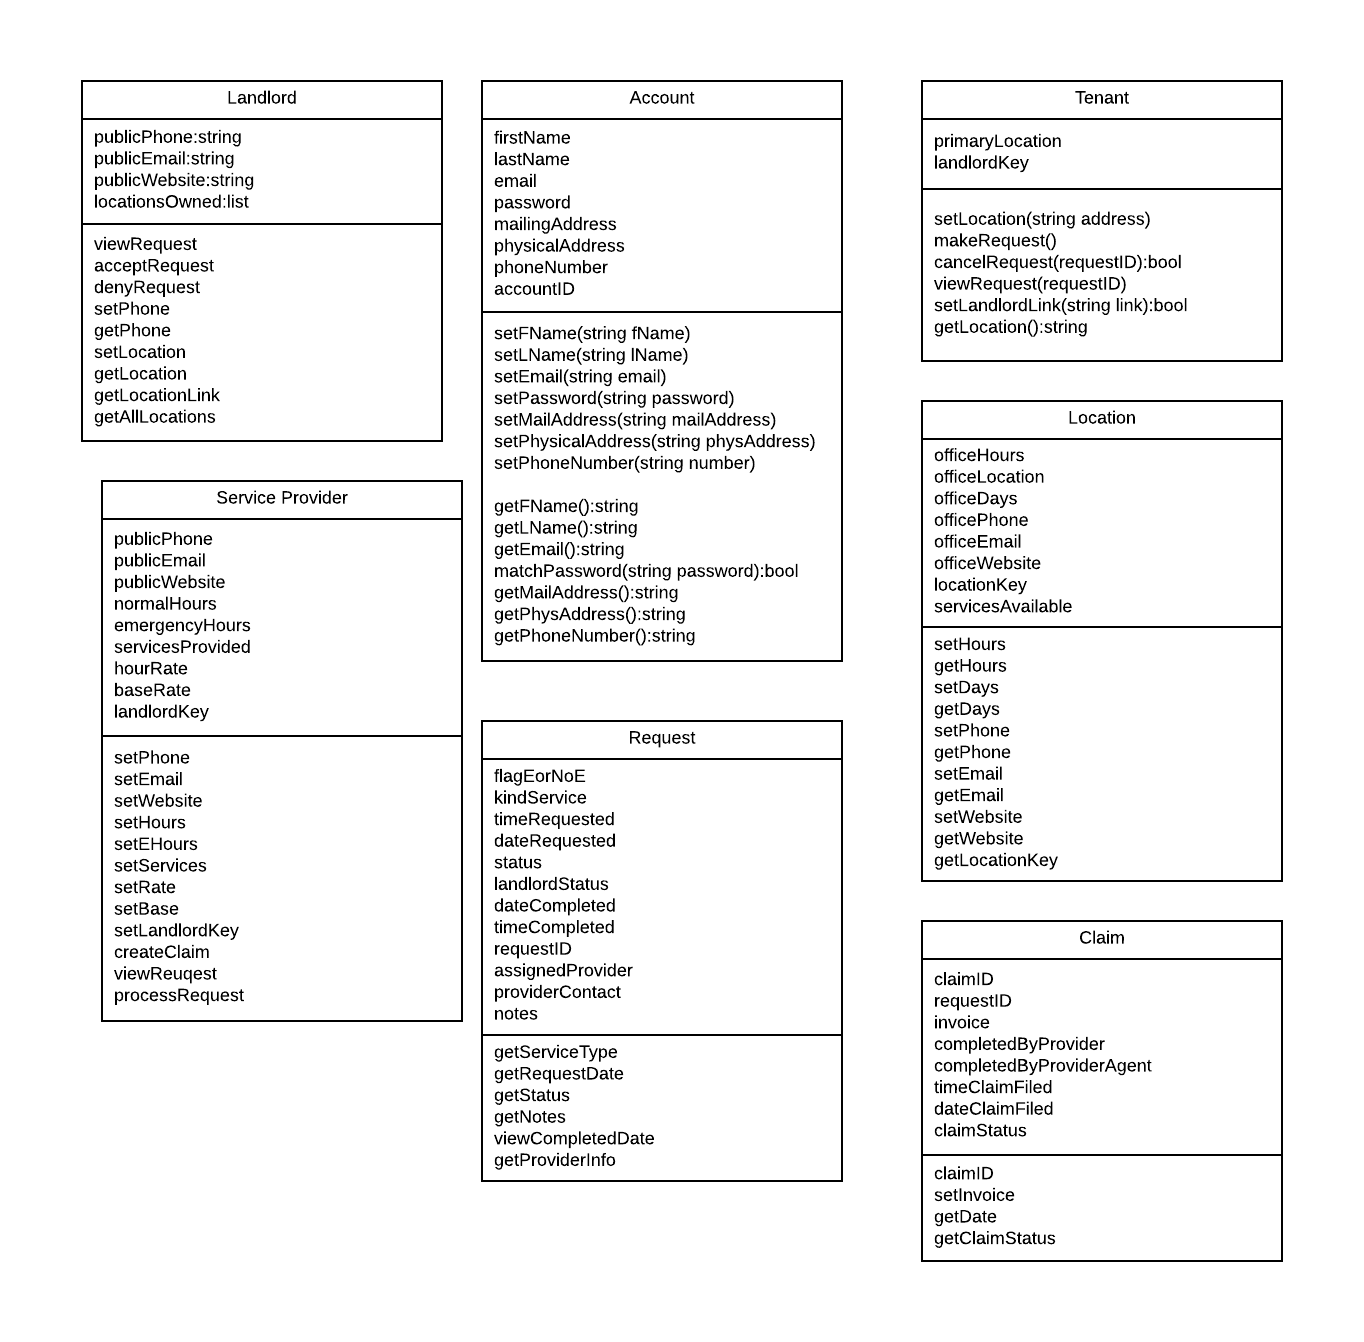 Landlord
publicPhone:string
publicEmail:string
publicWebsite:string
locationsOwned:list
viewRequest
acceptRequest
denyRequest
setPhone
getPhone
setLocation
getLocation
getLocationLink
getAllLocations
Service Provider
publicPhone
publicEmail
publicWebsite
normalHours
emergencyHours
servicesProvided
hourRate
baseRate
landlordKey
setPhone
setEmail
setWebsite
setHours
setEHours
setServices
setRate
setBase
setLandlordKey
createClaim
viewReuqest
processRequest
Account
firstName
lastName
email
password
mailingAddress
physicalAddress
phoneNumber
accountID
setFName(string fName)
setLName(string lName)
setEmail(string email)
setPassword(string password)
setMailAddress(string mailAddress)
setPhysicalAddress(string physAddress)
setPhoneNumber(string number)
getFName():string
getLName():string
getEmail():string
matchPassword(string password):bool
getMailAddress():string
getPhysAddress():string
getPhoneNumber():string
Request
flagEorNoE
kindService
timeRequested
dateRequested
status
landlordStatus
dateCompleted
timeCompleted
requestID
assignedProvider
providerContact
notes
getServiceType
getRequestDate
getStatus
getNotes
viewCompletedDate
getProviderInfo
Tenant
primaryLocation
landlordKey
setLocation(string address)
makeRequest()
cancelRequest(requestID):bool
viewRequest(requestID)
setLandlordLink(string link):bool
getLocation():string
Location
officeHours
officeLocation
officeDays
officePhone
officeEmail
officeWebsite
locationKey
servicesAvailable
setHours
getHours
setDays
getDays
setPhone
getPhone
setEmail
getEmail
setWebsite
getWebsite
getLocationKey
Claim
claimID
requestID
invoice
completedByProvider
completedByProviderAgent
timeClaimFiled
dateClaimFiled
claimStatus
claimID
setInvoice
getDate
getClaimStatus